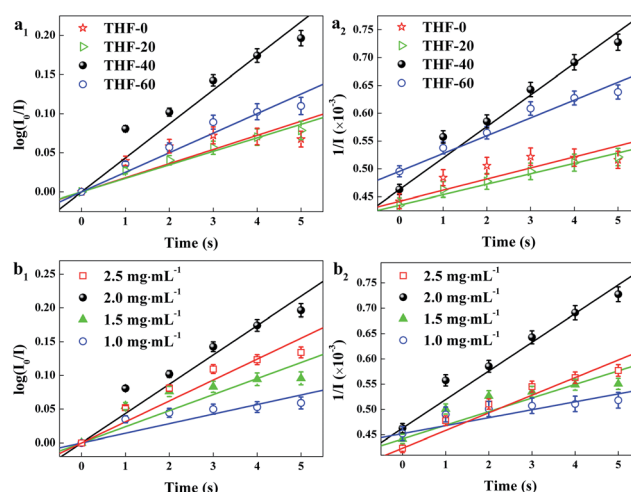 a₁
THF-0
THF-20
THF-40
THF-60
log(I₀/I)
0.20
0.15
0.10
0.05
0.00
0 1 2 3 4 5
Time (s)
a₂
THF-0
THF-20
THF-40
THF-60
1/I (×10⁻³)
0.75
0.70
0.65
0.60
0.55
0.50
0.45
0 1 2 3 4 5
Time (s)
b₁
2.5 mg·mL⁻¹
2.0 mg·mL⁻¹
1.5 mg·mL⁻¹
1.0 mg·mL⁻¹
log(I₀/I)
0.20
0.15
0.10
0.05
0.00
0 1 2 3 4 5
Time (s)
b₂
2.5 mg·mL⁻¹
2.0 mg·mL⁻¹
1.5 mg·mL⁻¹
1.0 mg·mL⁻¹
1/I (×10⁻³)
0.75
0.70
0.65
0.60
0.55
0.50
0.45
0 1 2 3 4 5
Time (s)